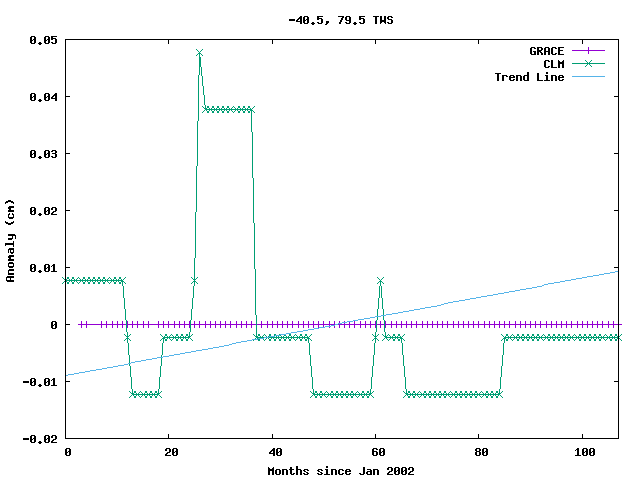 -40.5, 79.5 TWS
GRACE
CLM
Trend Line
0.05
0.04
0.03
0.02
0.01
0
-0.01
-0.02
Anomaly (cm)
0 20 40 60 80 100
Months since Jan 2002